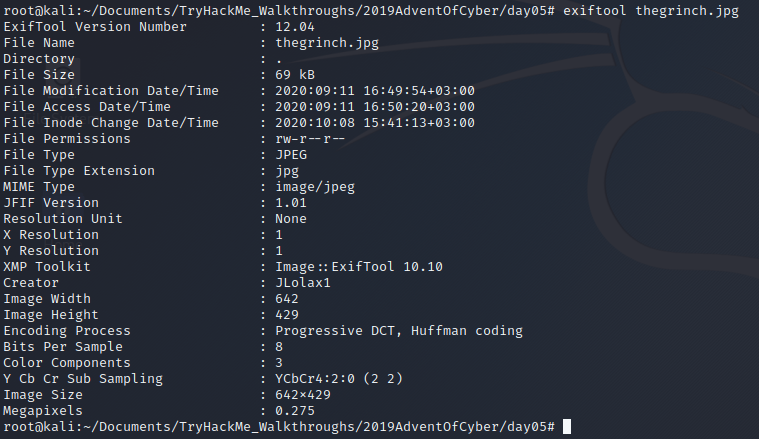 root@kali:~/Documents/TryHackMe_Walkthroughs/2019AdventOfCyber/day05# exiftool thegrinch.jpg
ExifTool Version Number         : 12.04
File Name                       : thegrinch.jpg
Directory                       : .
File Size                       : 69 kB
File Modification Date/Time     : 2020:09:11 16:49:54+03:00
File Access Date/Time           : 2020:09:11 16:50:20+03:00
File Inode Change Date/Time     : 2020:10:08 15:41:13+03:00
File Permissions                : rw-r--r--
File Type                       : JPEG
File Type Extension             : jpg
MIME Type                       : image/jpeg
JFIF Version                    : 1.01
Resolution Unit                 : None
X Resolution                    : 1
Y Resolution                    : 1
XMP Toolkit                     : Image::ExifTool 10.10
Creator                         : JLolax1
Image Width                     : 642
Image Height                    : 429
Encoding Process                : Progressive DCT, Huffman coding
Bits Per Sample                 : 8
Color Components                : 3
Y Cb Cr Sub Sampling            : YCbCr4:2:0 (2 2)
Image Size                      : 642×429
Megapixels                      : 0.275
root@kali:~/Documents/TryHackMe_Walkthroughs/2019AdventOfCyber/day05#